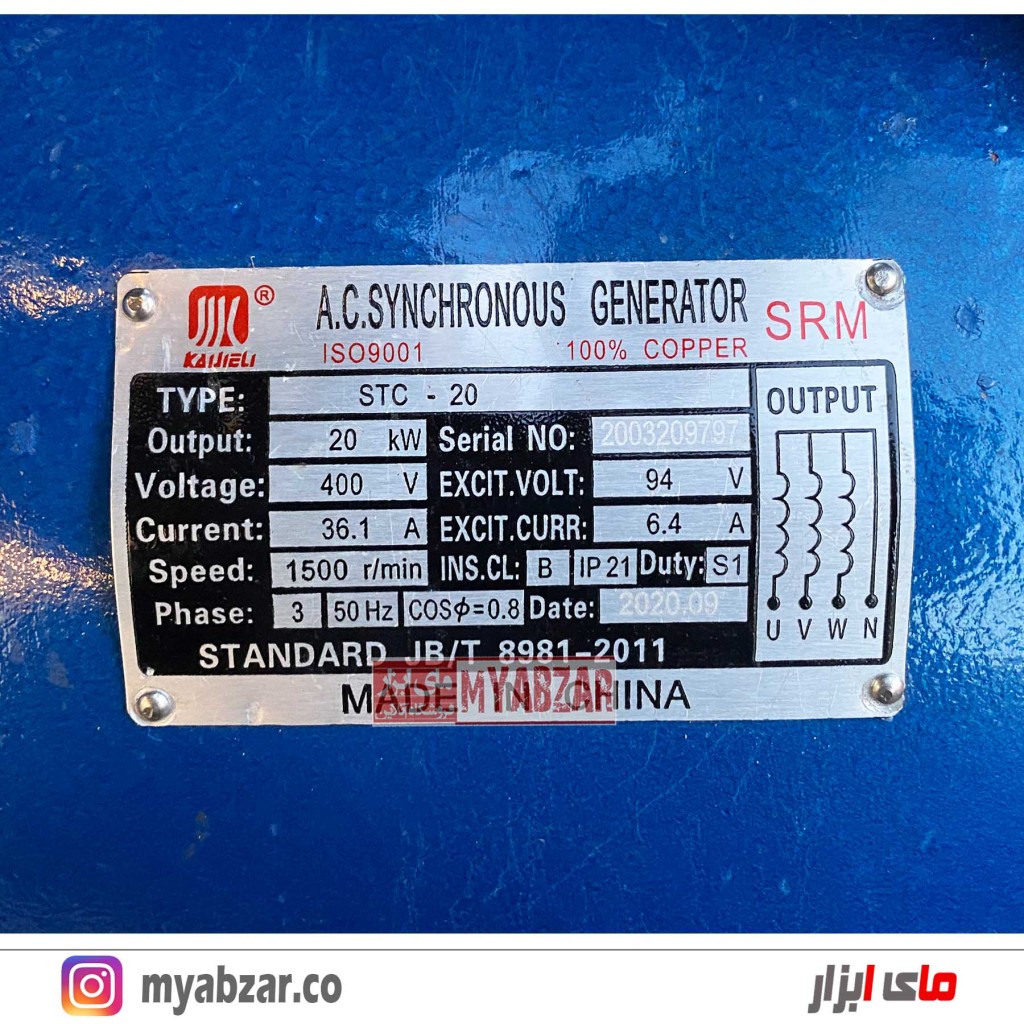 KAIJIELI ® A.C.SYNCHRONOUS GENERATOR SRM
ISO9001 100% COPPER
TYPE: STC - 20
Output: 20 kW Serial NO: 2003209797
Voltage: 400 V EXCIT.VOLT: 94 V
Current: 36.1 A EXCIT.CURR: 6.4 A
Speed: 1500 r/min INS.CL: B IP 21 Duty: S1
Phase: 3 50 Hz COSϕ=0.8 Date: 2020.09
OUTPUT
U V W N
STANDARD JB/T 8981-2011
MADE IN CHINA
MYABZAR
myabzar.co
مای ابزار